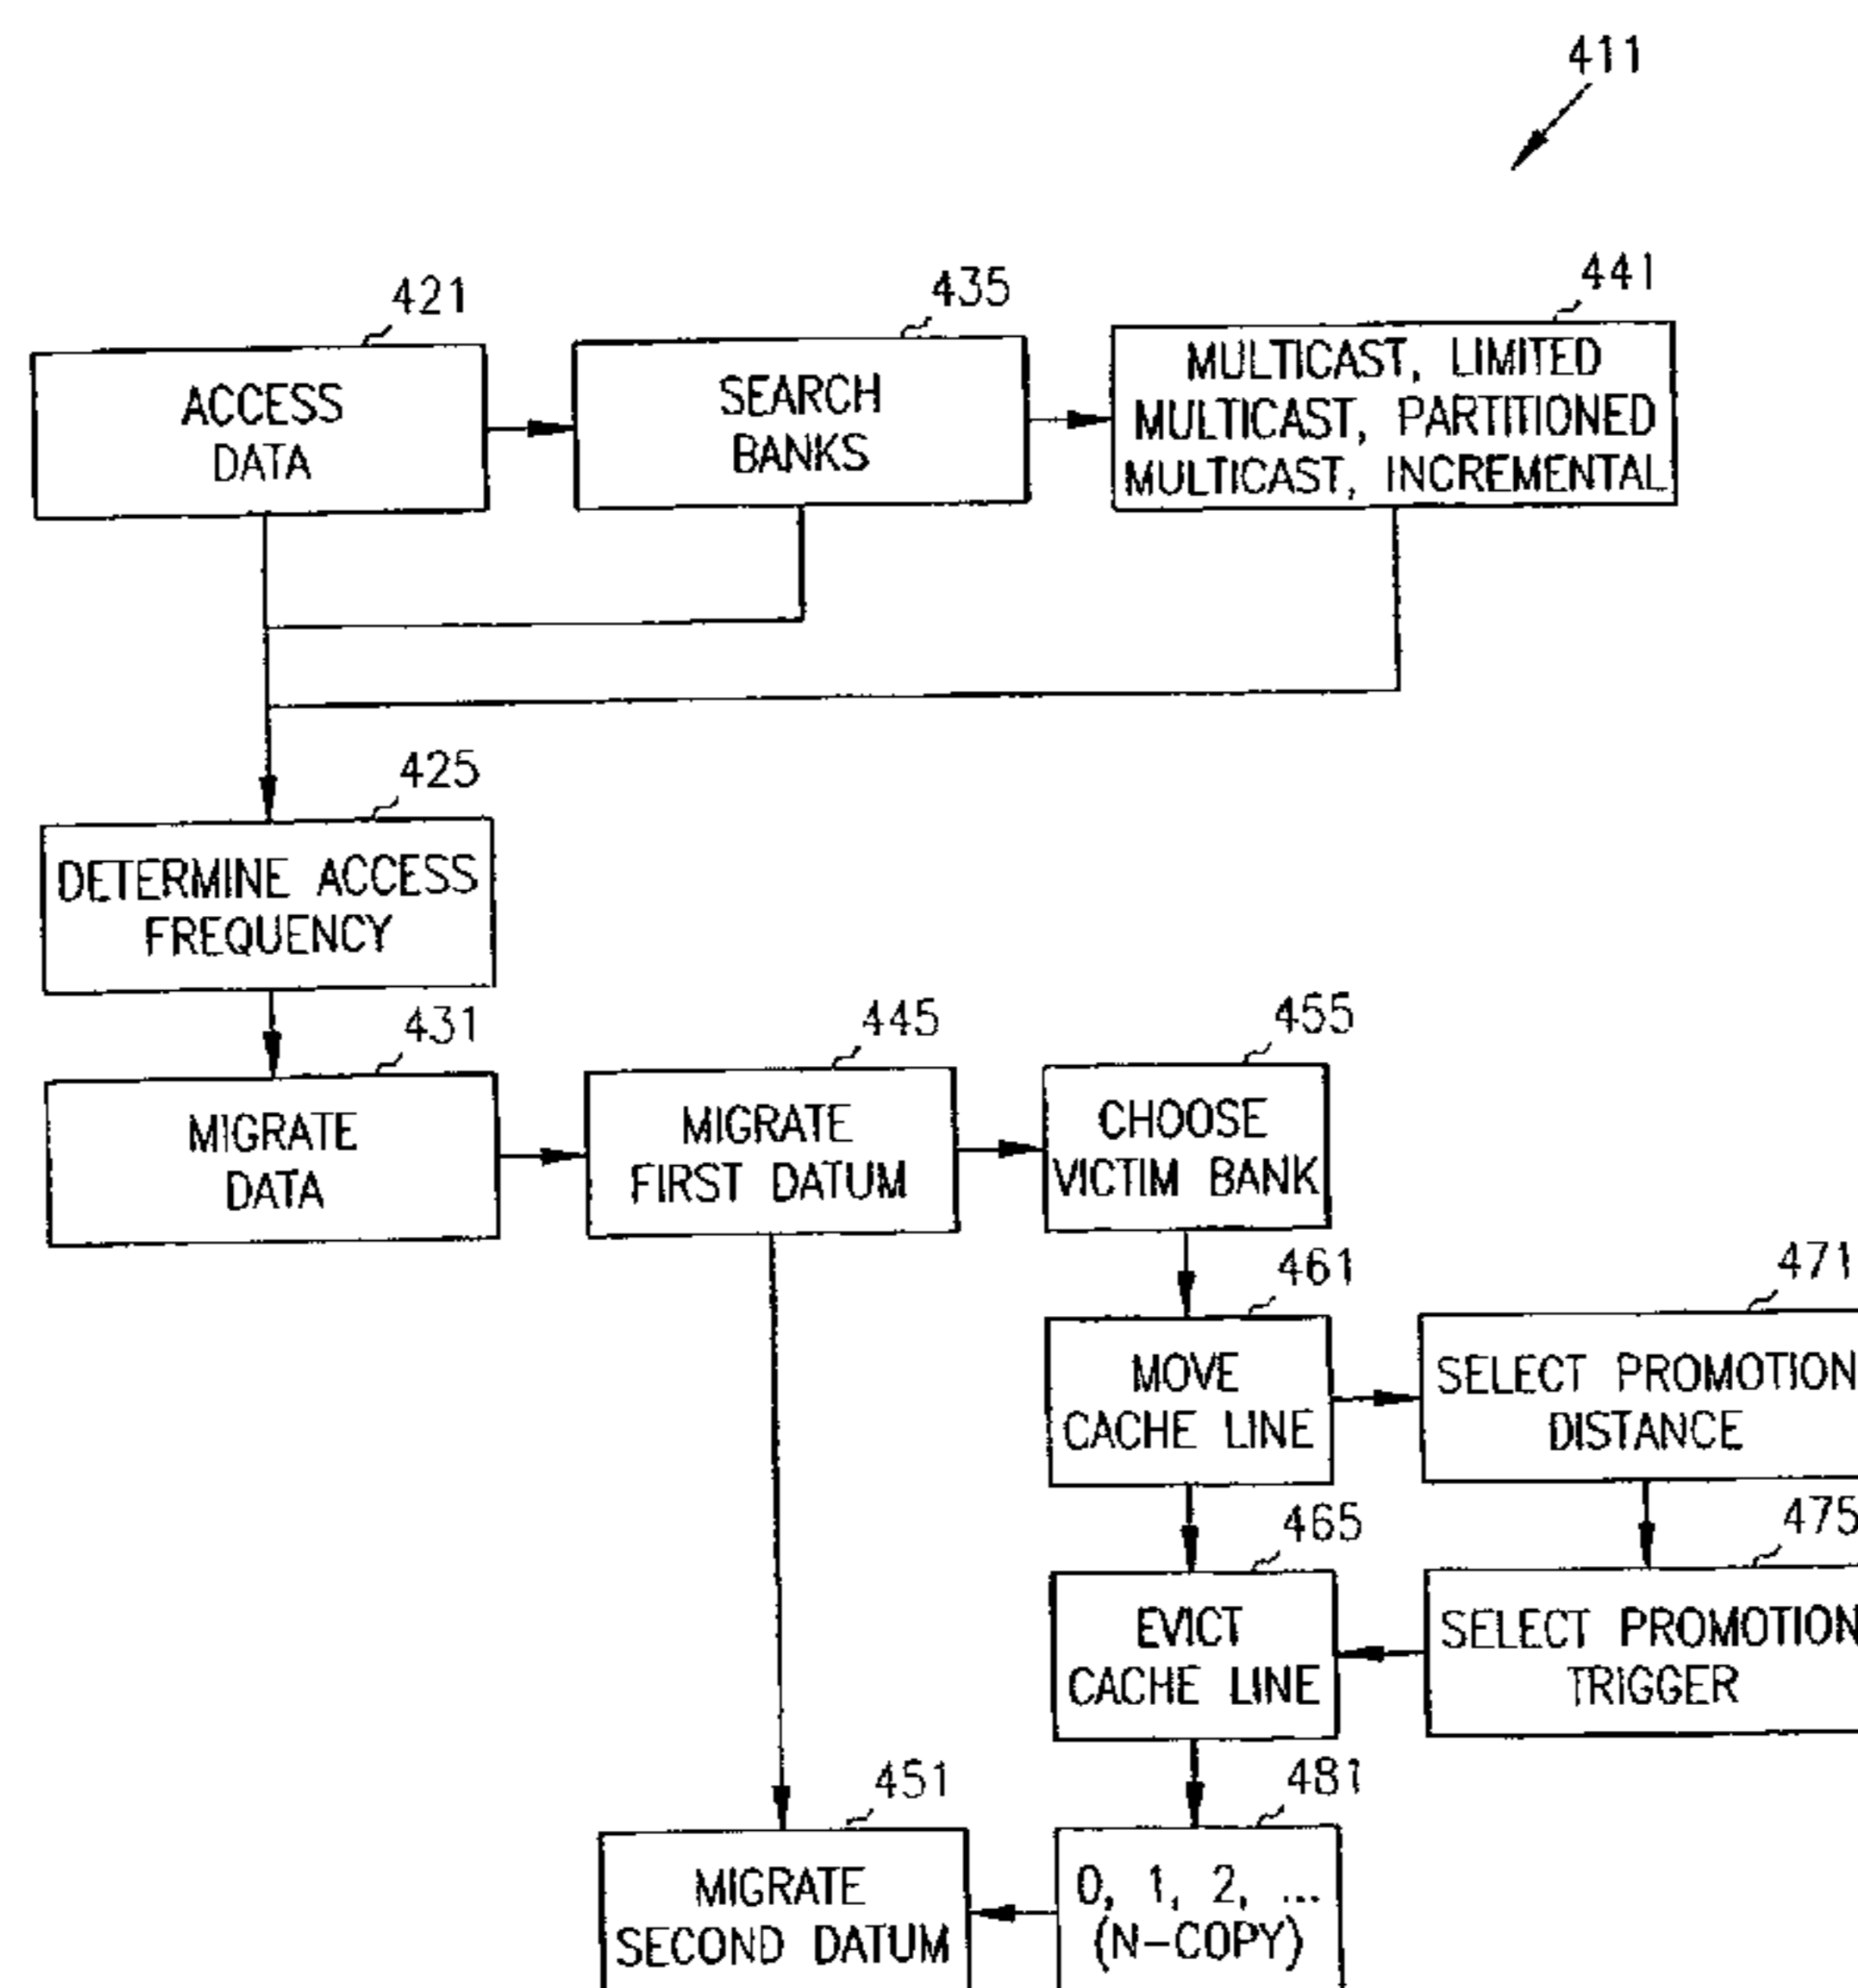 411
421
ACCESS
DATA
435
SEARCH
BANKS
441
MULTICAST, LIMITED
MULTICAST, PARTITIONED
MULTICAST, INCREMENTAL
425
DETERMINE ACCESS
FREQUENCY
431
MIGRATE
DATA
445
MIGRATE
FIRST DATUM
455
CHOOSE
VICTIM BANK
461
MOVE
CACHE LINE
471
SELECT PROMOTION
DISTANCE
465
EVICT
CACHE LINE
475
SELECT PROMOTION
TRIGGER
451
MIGRATE
SECOND DATUM
481
0, 1, 2, ...
(N-COPY)